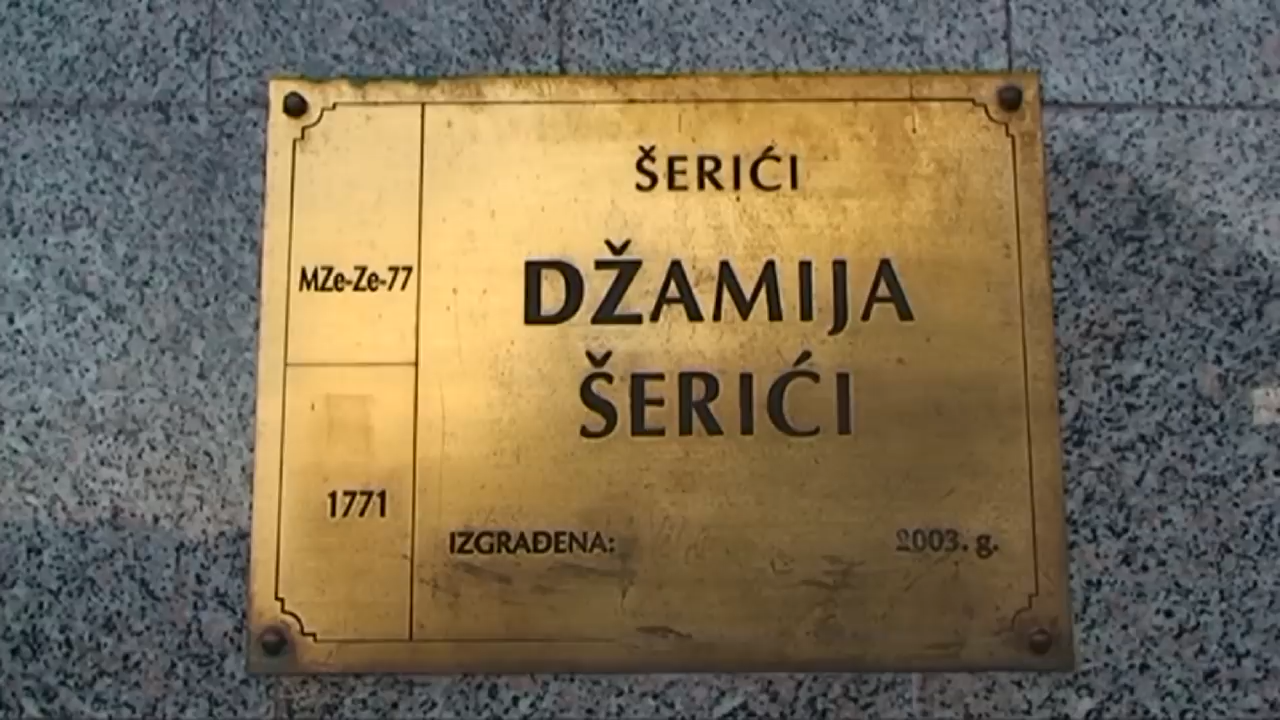 ŠERIĆI
DŽAMIJA
ŠERIĆI
MZe-Ze-77
1771
IZGRAĐENA: 2003. g.